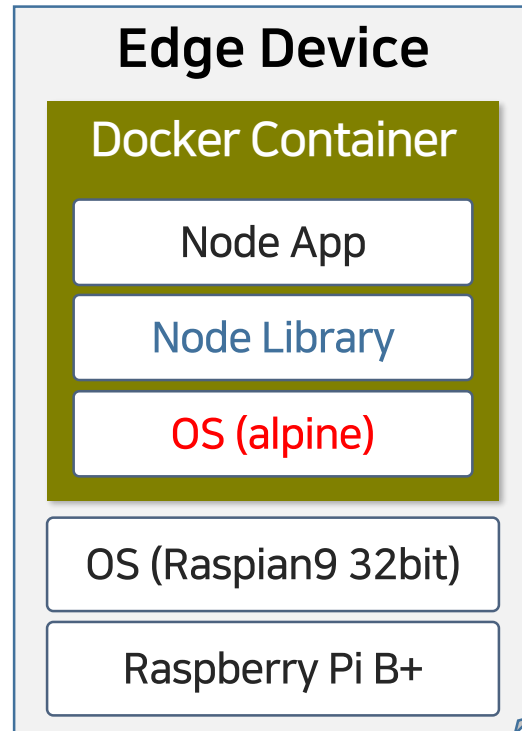 Edge Device
Docker Container
Node App
Node Library
OS (alpine)
OS (Raspian9 32bit)
Raspberry Pi B+